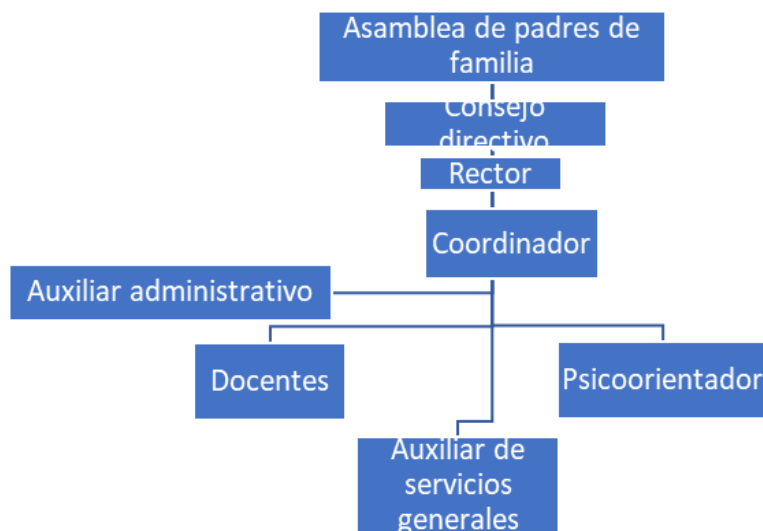 Asamblea de padres de
familia
Consejo
directivo
Rector
Coordinador
Auxiliar administrativo
Docentes
Psicoorientador
Auxiliar de
servicios
generales